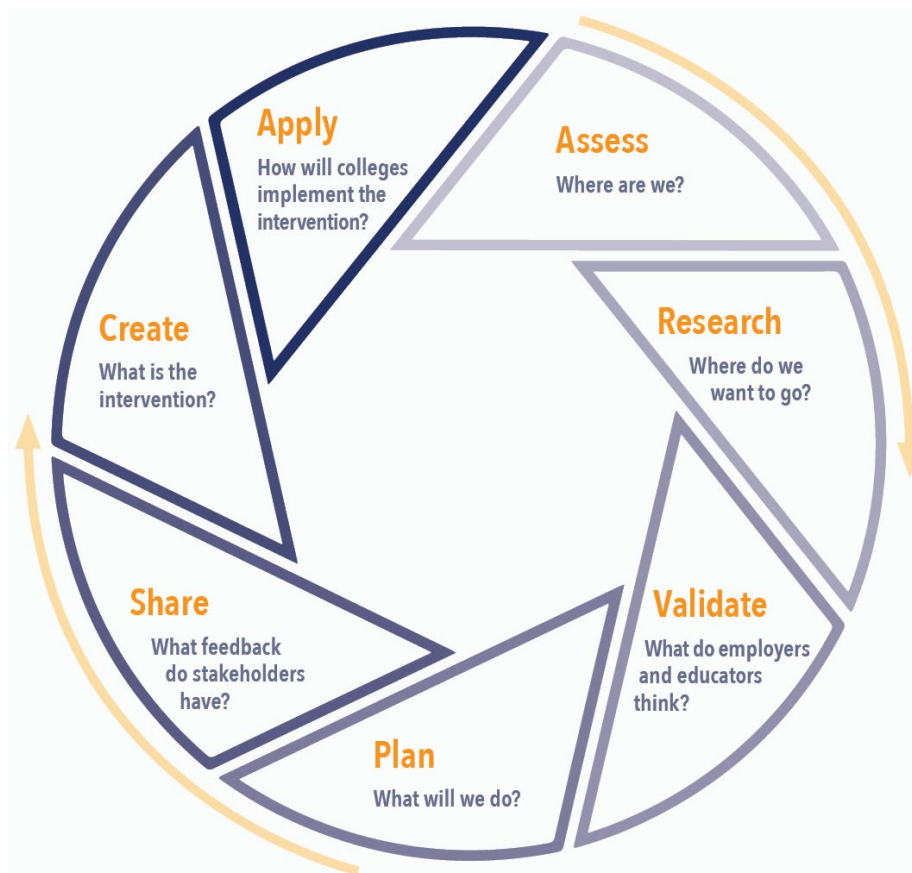 Assess
Where are we?
Research
Where do we
want to go?
Validate
What do employers
and educators
think?
Plan
What will we do?
Share
What feedback
do stakeholders
have?
Create
What is the
intervention?
Apply
How will colleges
implement the
intervention?